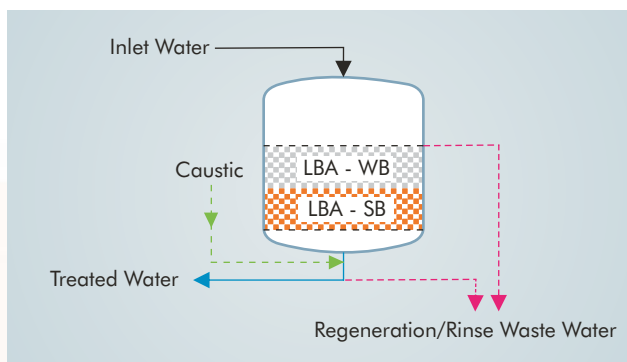 Inlet Water
LBA - WB
Caustic
LBA - SB
Treated Water
Regeneration/Rinse Waste Water